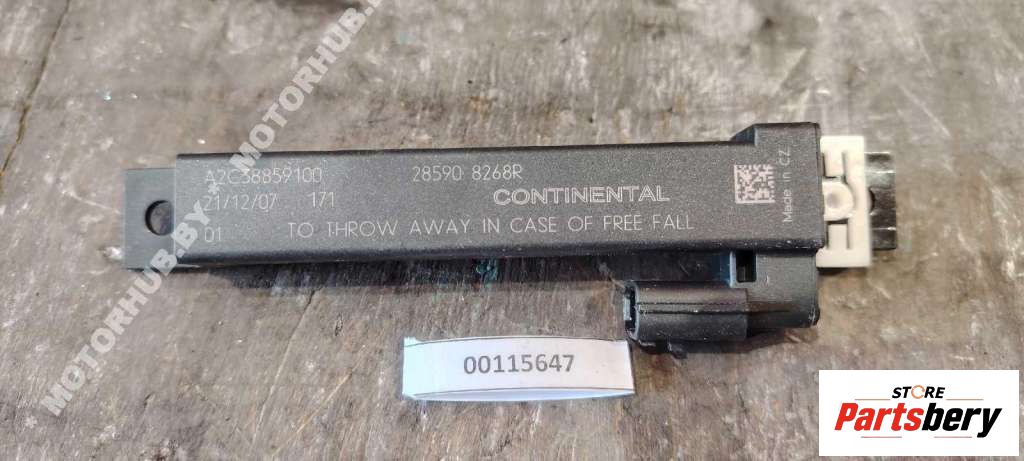 A2C38859100 28590 8268R
21/12/07 171 CONTINENTAL
01 TO THROW AWAY IN CASE OF FREE FALL
Made in CZ
00115647
MOTORHUB.BY * MOTORHUB.BY
STORE
Partsbery